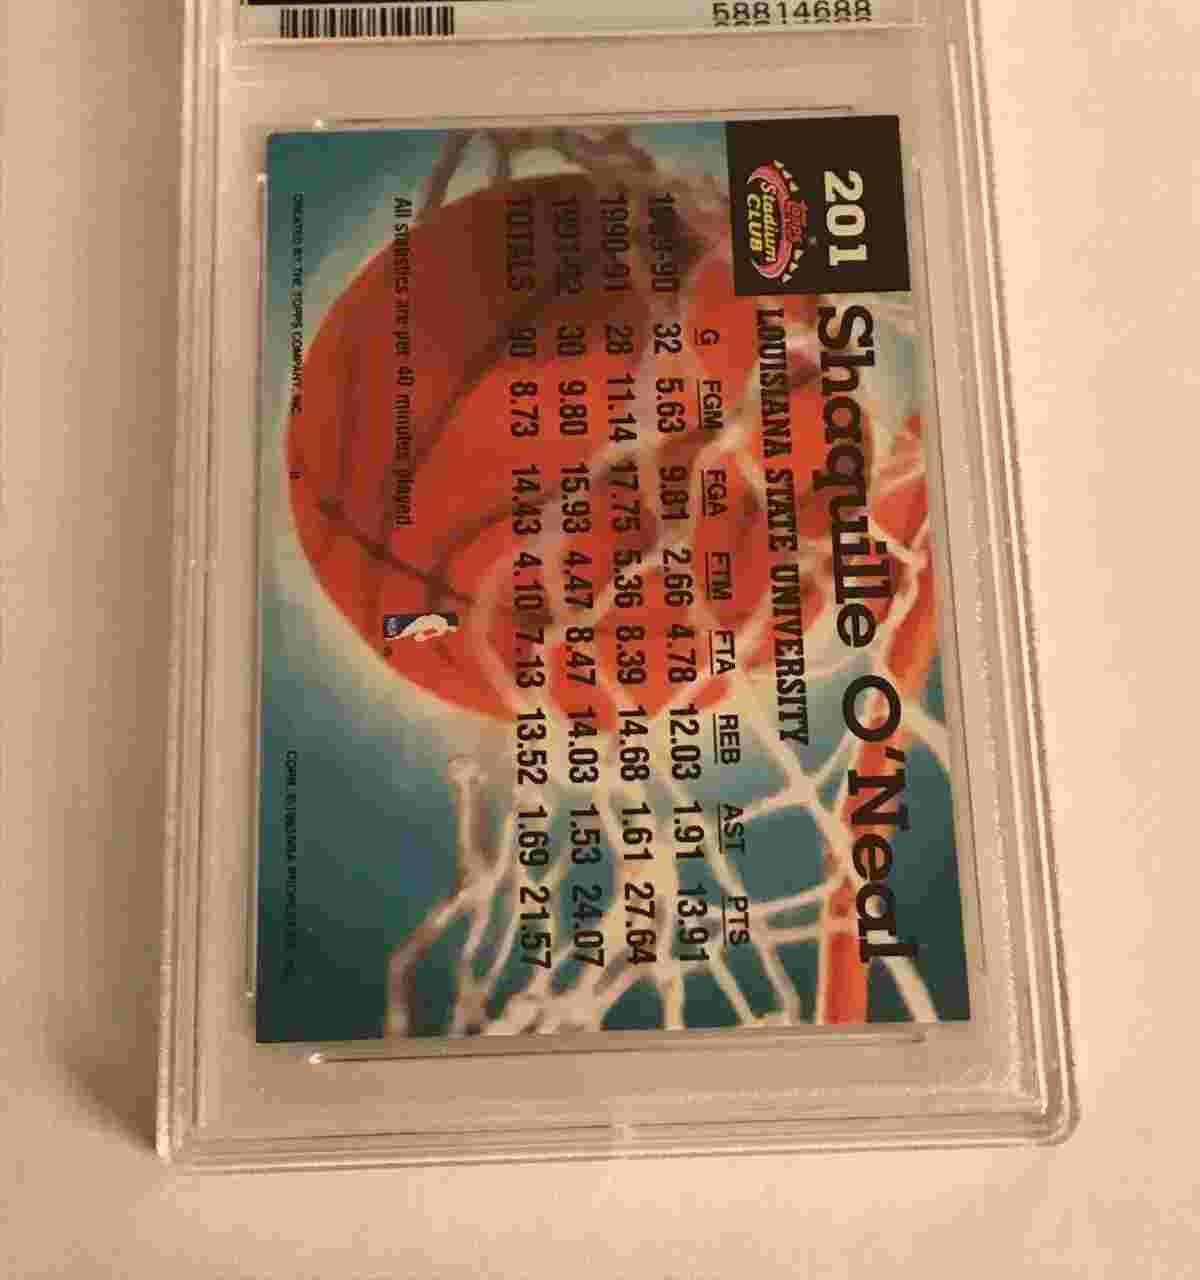 58814688
201
Topps
Stadium
CLUB
Shaquille O'Neal
LOUISIANA STATE UNIVERSITY
G FGM FGA FTM FTA REB AST PTS
1989-90 32 5.63 9.81 2.66 4.78 12.03 1.91 13.91
1990-91 28 11.14 17.75 5.36 8.39 14.68 1.61 27.64
1991-92 30 9.80 15.93 4.47 8.47 14.03 1.53 24.07
TOTALS 90 8.73 14.43 4.10 7.13 13.52 1.69 21.57
All statistics are per 40 minutes played
CREATED BY THE TOPPS COMPANY, INC.